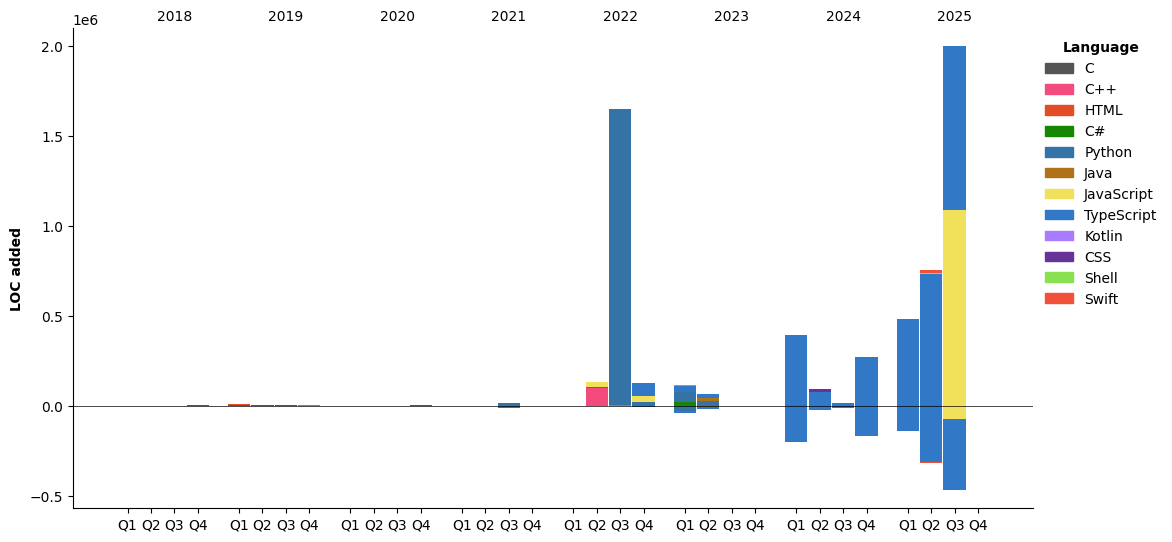 2018 2019 2020 2021 2022 2023 2024 2025
1e6
2.0
1.5
1.0
0.5
0.0
−0.5
LOC added
Q1 Q2 Q3 Q4 Q1 Q2 Q3 Q4 Q1 Q2 Q3 Q4 Q1 Q2 Q3 Q4 Q1 Q2 Q3 Q4 Q1 Q2 Q3 Q4 Q1 Q2 Q3 Q4 Q1 Q2 Q3 Q4
Language
C
C++
HTML
C#
Python
Java
JavaScript
TypeScript
Kotlin
CSS
Shell
Swift